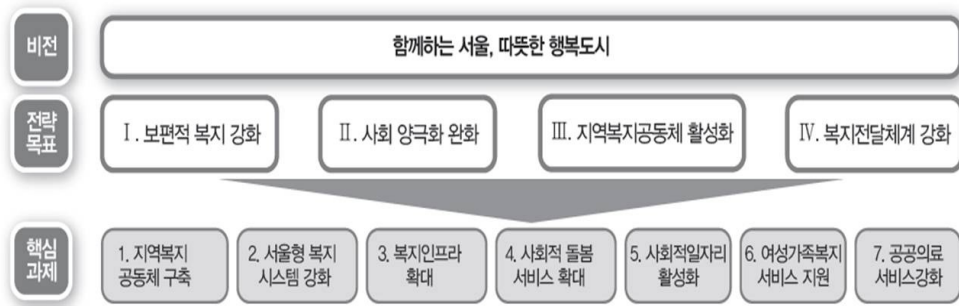 비전
함께하는 서울, 따뜻한 행복도시
전략
목표
Ⅰ. 보편적 복지 강화
Ⅱ. 사회 양극화 완화
Ⅲ. 지역복지공동체 활성화
Ⅳ. 복지전달체계 강화
핵심
과제
1. 지역복지
공동체 구축
2. 서울형 복지
시스템 강화
3. 복지인프라
확대
4. 사회적 돌봄
서비스 확대
5. 사회적일자리
활성화
6. 여성가족복지
서비스 지원
7. 공공의료
서비스강화